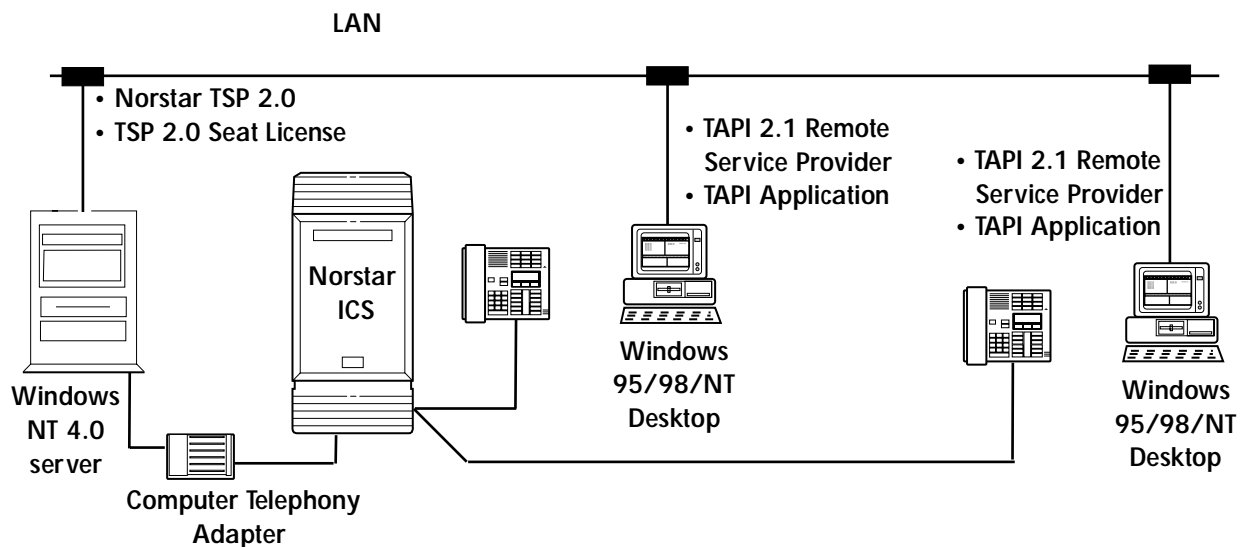 LAN
• Norstar TSP 2.0
• TSP 2.0 Seat License
• TAPI 2.1 Remote
Service Provider
• TAPI Application
• TAPI 2.1 Remote
Service Provider
• TAPI Application
Norstar
ICS
Windows
NT 4.0
server
Computer Telephony
Adapter
Windows
95/98/NT
Desktop
Windows
95/98/NT
Desktop